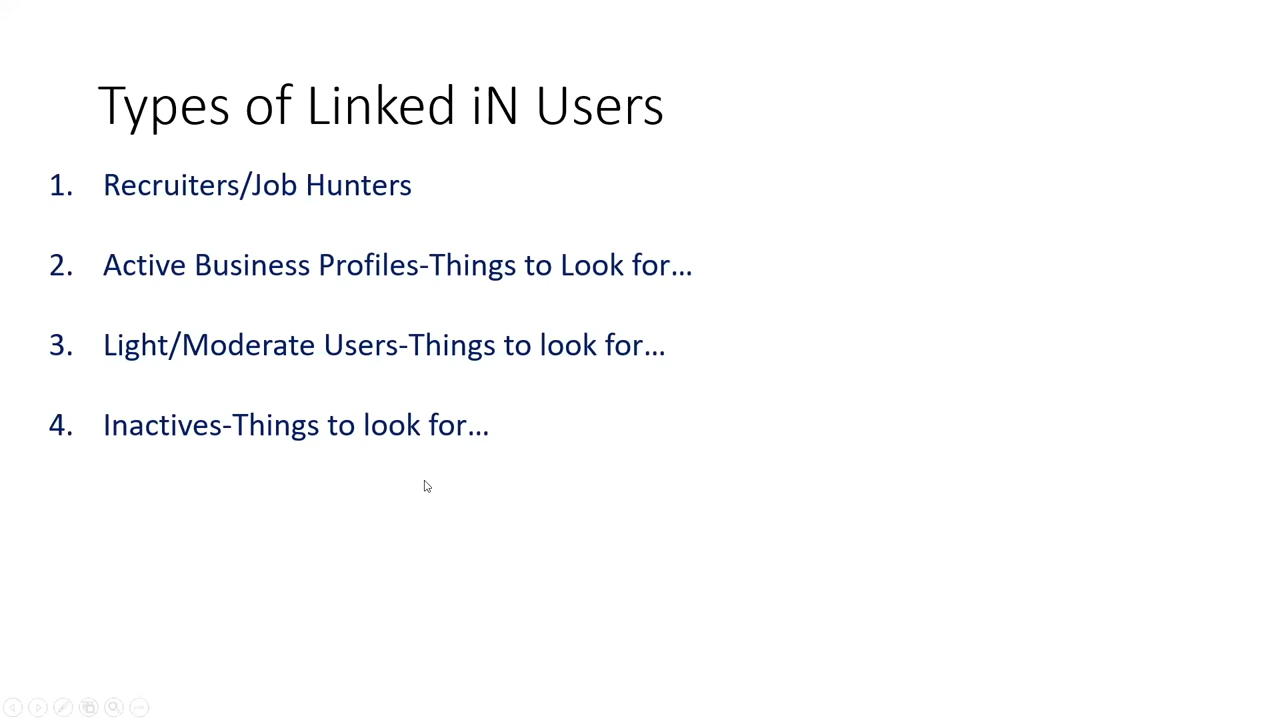 Types of Linked iN Users
1. Recruiters/Job Hunters
2. Active Business Profiles-Things to Look for...
3. Light/Moderate Users-Things to look for...
4. Inactives-Things to look for...